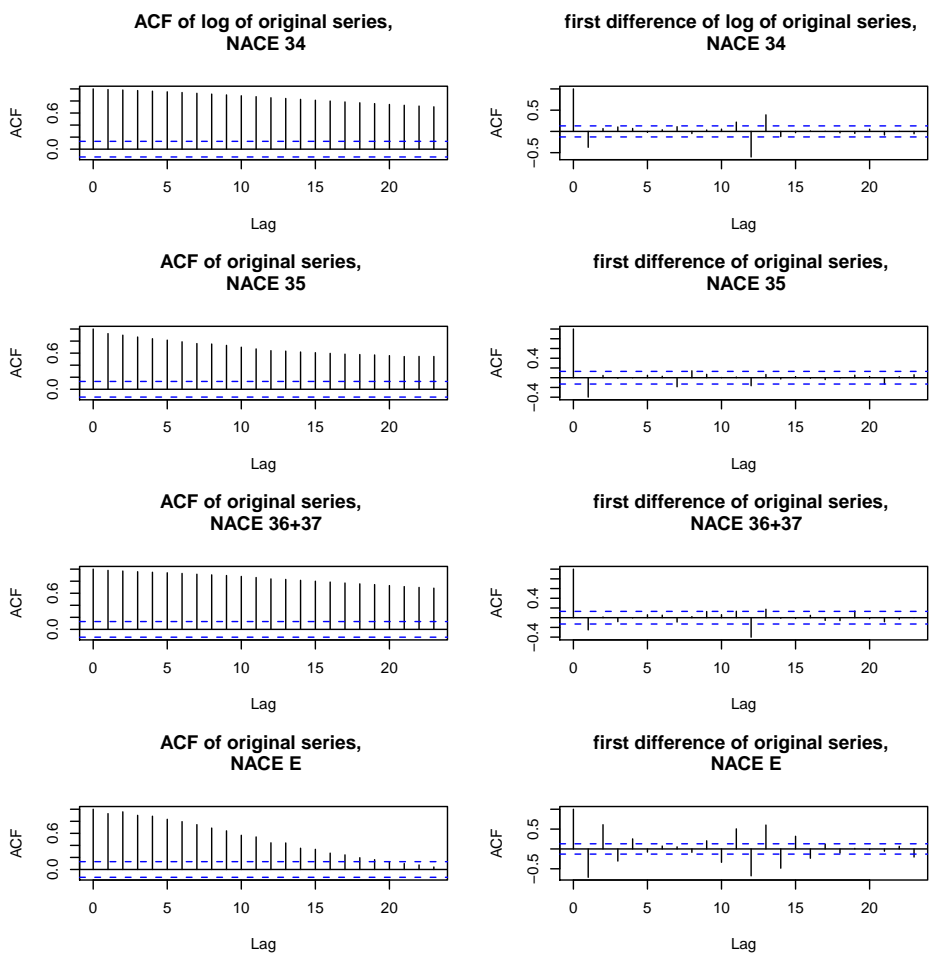 ACF of log of original series,
NACE 34
ACF
0.0 0.6
0 5 10 15 20
Lag
first difference of log of original series,
NACE 34
ACF
−0.5 0.5
0 5 10 15 20
Lag
ACF of original series,
NACE 35
ACF
0.0 0.6
0 5 10 15 20
Lag
first difference of original series,
NACE 35
ACF
−0.4 0.4
0 5 10 15 20
Lag
ACF of original series,
NACE 36+37
ACF
0.0 0.6
0 5 10 15 20
Lag
first difference of original series,
NACE 36+37
ACF
−0.4 0.4
0 5 10 15 20
Lag
ACF of original series,
NACE E
ACF
0.0 0.6
0 5 10 15 20
Lag
first difference of original series,
NACE E
ACF
−0.5 0.5
0 5 10 15 20
Lag